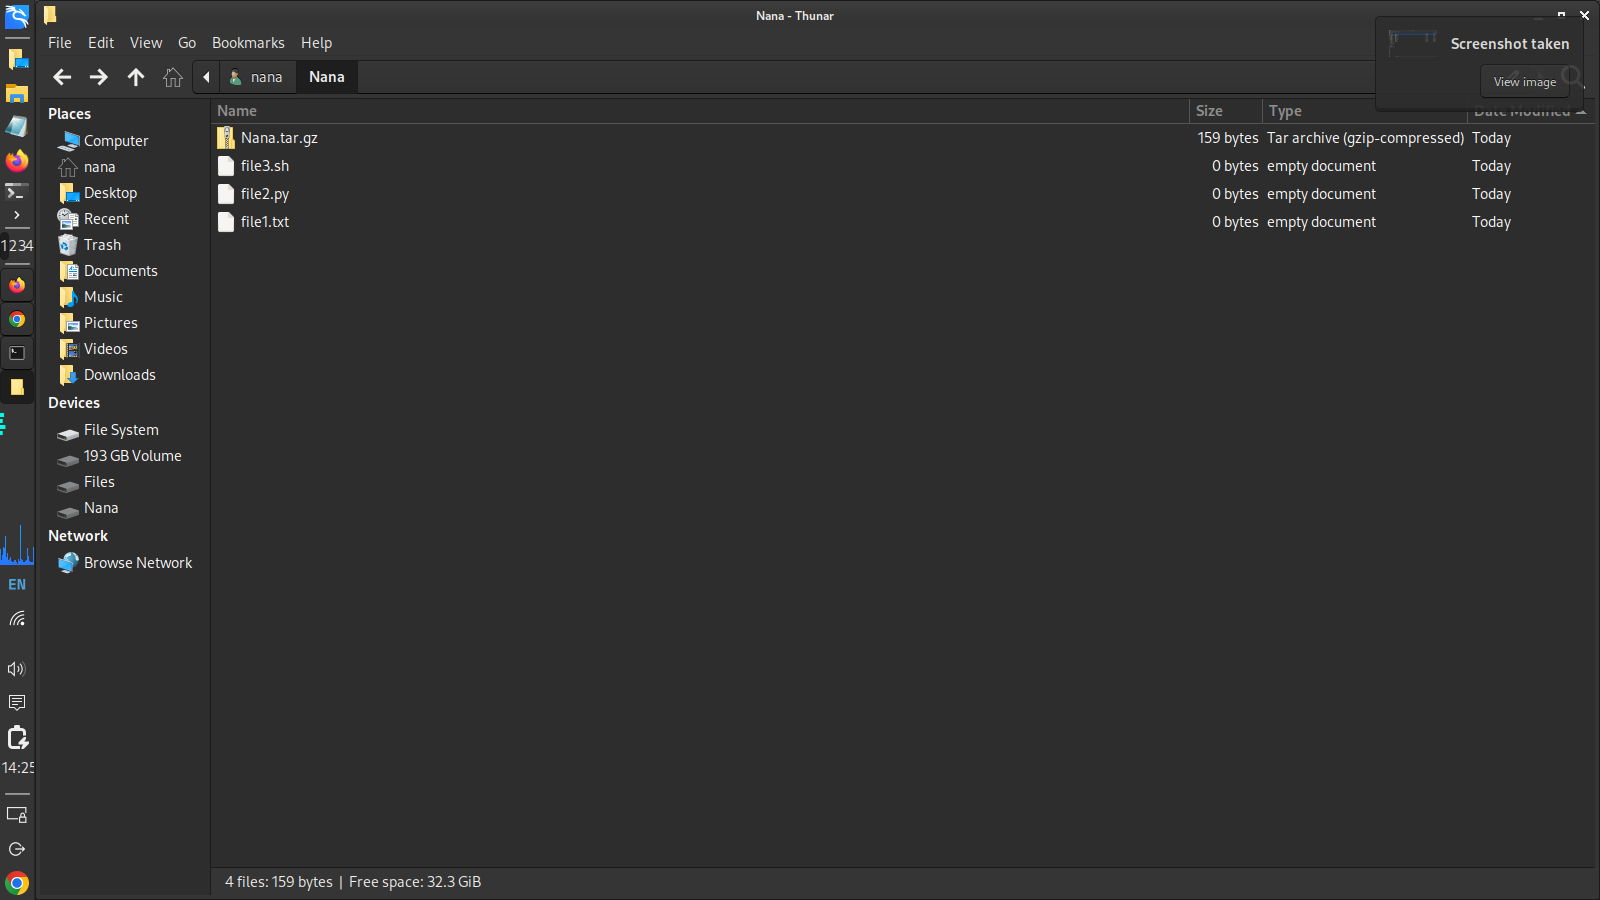 Nana - Thunar
File Edit View Go Bookmarks Help
Screenshot taken
View image
nana Nana
Places
Computer
nana
Desktop
Recent
Trash
Documents
Music
Pictures
Videos
Downloads
Devices
File System
193 GB Volume
Files
Nana
Network
Browse Network
Name Size Type Date Modified
Nana.tar.gz 159 bytes Tar archive (gzip-compressed) Today
file3.sh 0 bytes empty document Today
file2.py 0 bytes empty document Today
file1.txt 0 bytes empty document Today
4 files: 159 bytes | Free space: 32.3 GiB
1234
EN
14:25